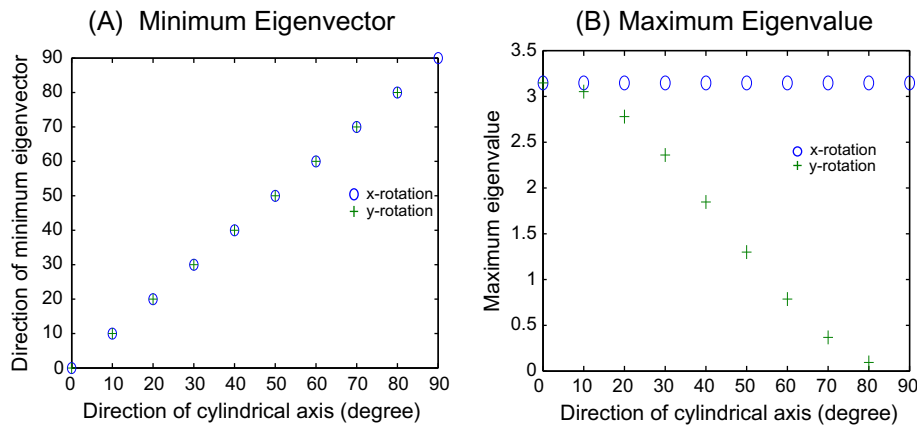 (A) Minimum Eigenvector
90
80
70
60
50
40
30
20
10
0
Direction of minimum eigenvector
x-rotation
y-rotation
0 10 20 30 40 50 60 70 80 90
Direction of cylindrical axis (degree)
(B) Maximum Eigenvalue
3.5
3
2.5
2
1.5
1
0.5
0
Maximum eigenvalue
x-rotation
y-rotation
0 10 20 30 40 50 60 70 80 90
Direction of cylindrical axis (degree)